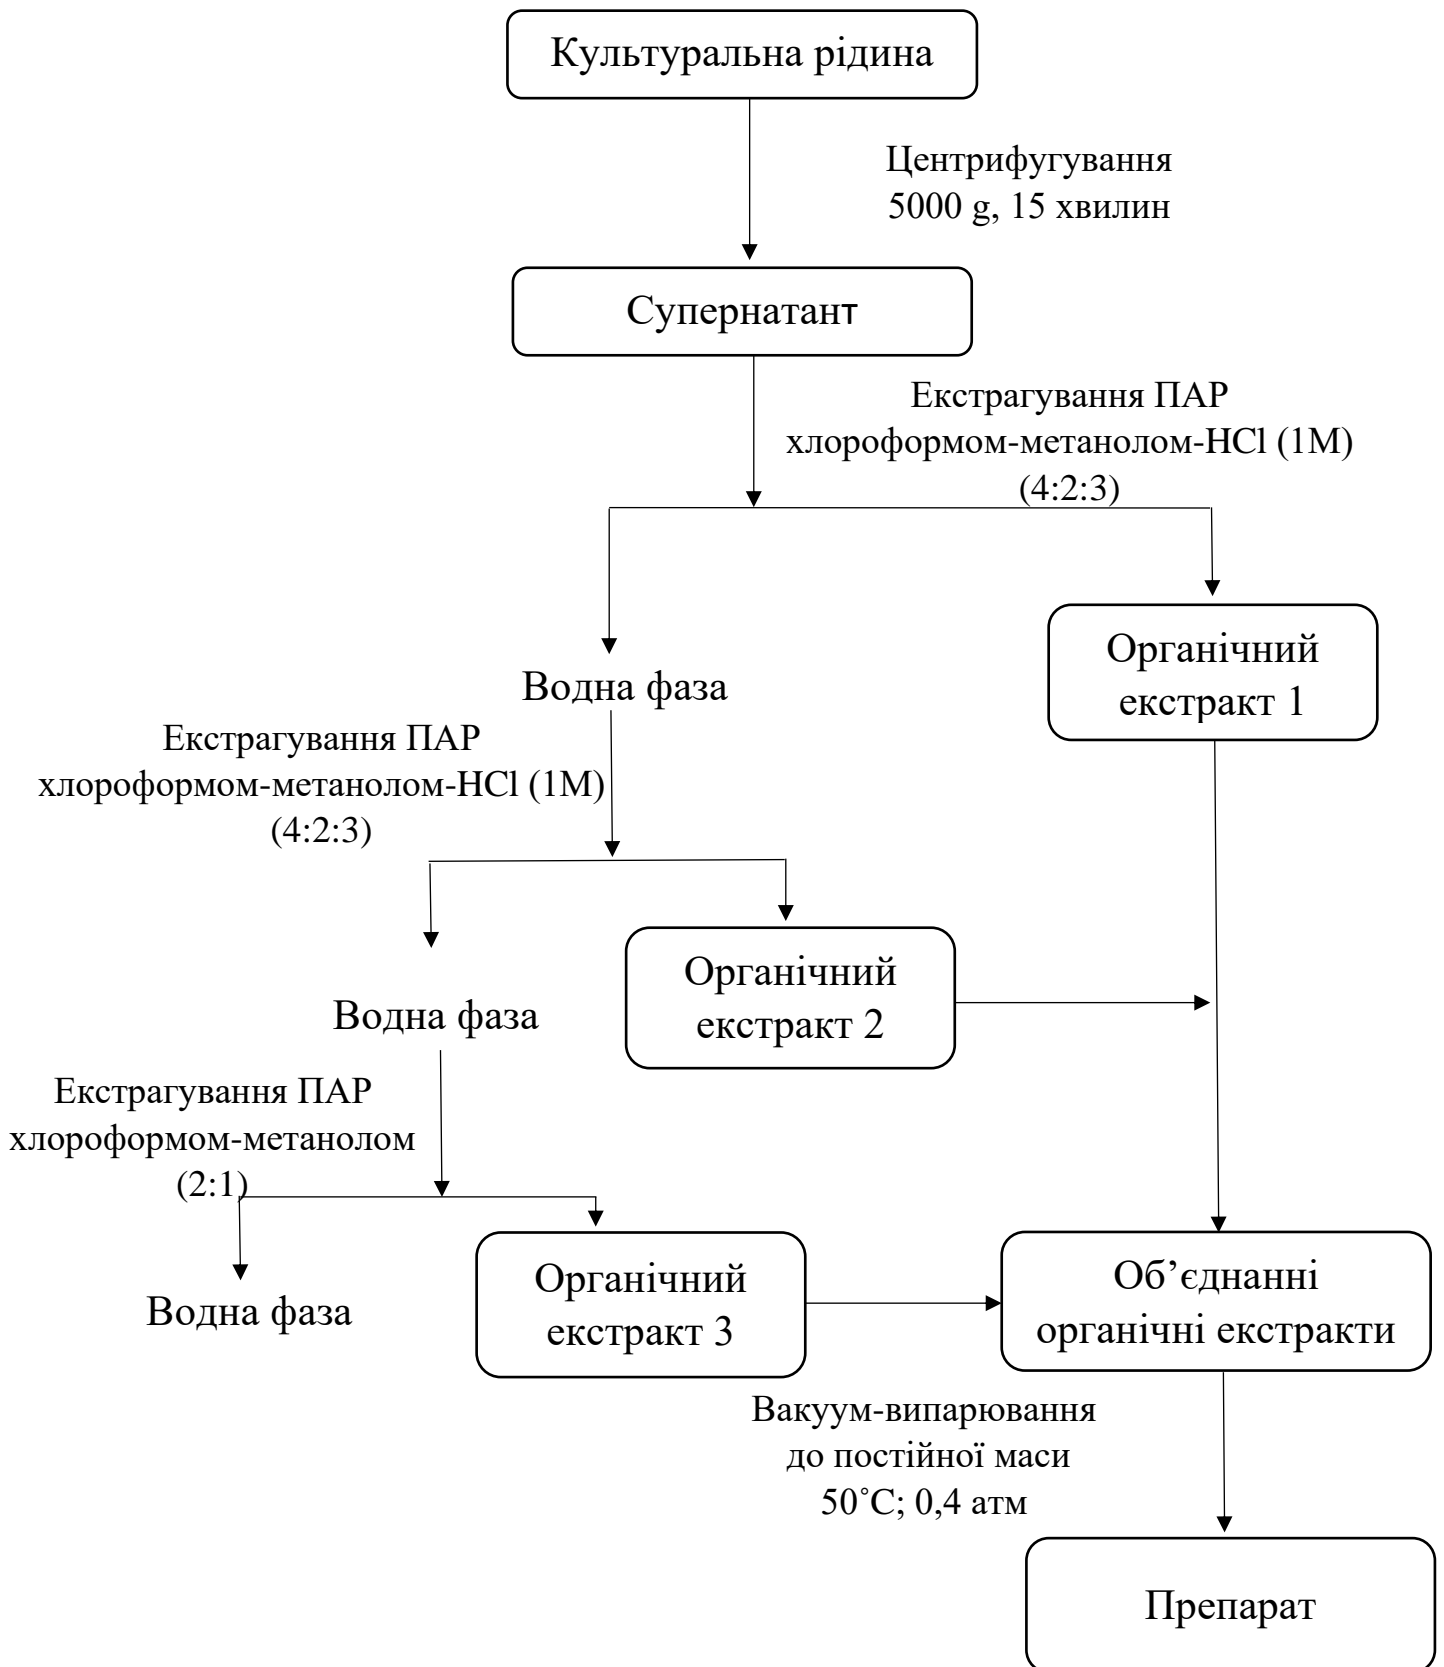 Культуральна рідина
Центрифугування
5000 g, 15 хвилин
Супернатант
Екстрагування ПАР
хлороформом-метанолом-HCl (1М)
(4:2:3)
Органічний
екстракт 1
Водна фаза
Екстрагування ПАР
хлороформом-метанолом-HCl (1М)
(4:2:3)
Органічний
екстракт 2
Водна фаза
Екстрагування ПАР
хлороформом-метанолом
(2:1)
Органічний
екстракт 3
Об’єднанні
органічні екстракти
Водна фаза
Вакуум-випарювання
до постійної маси
50˚С; 0,4 атм
Препарат